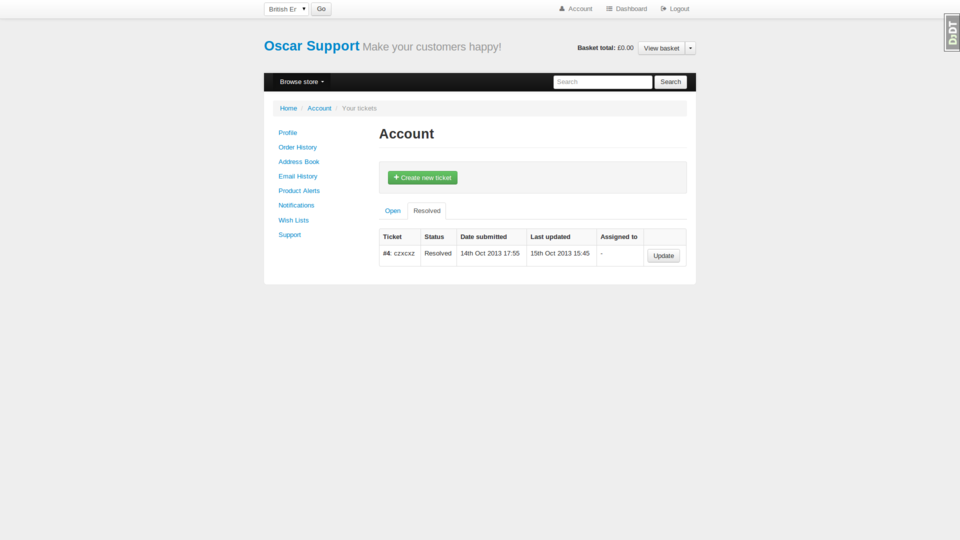 British Er Go Account Dashboard Logout
DJDT
Oscar Support Make your customers happy!
Basket total: £0.00 View basket
Browse store Search Search
Home / Account / Your tickets
Profile
Order History
Address Book
Email History
Product Alerts
Notifications
Wish Lists
Support
Account
Create new ticket
Open Resolved
Ticket Status Date submitted Last updated Assigned to
#4: czxcxz Resolved 14th Oct 2013 17:55 15th Oct 2013 15:45 - Update